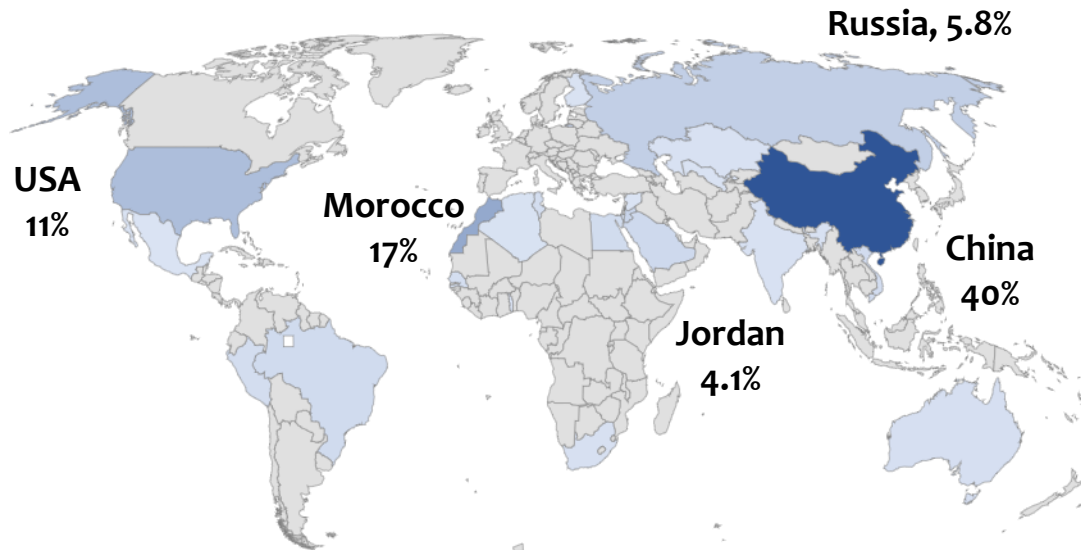 Russia, 5.8%
USA
11%
Morocco
17%
China
40%
Jordan
4.1%